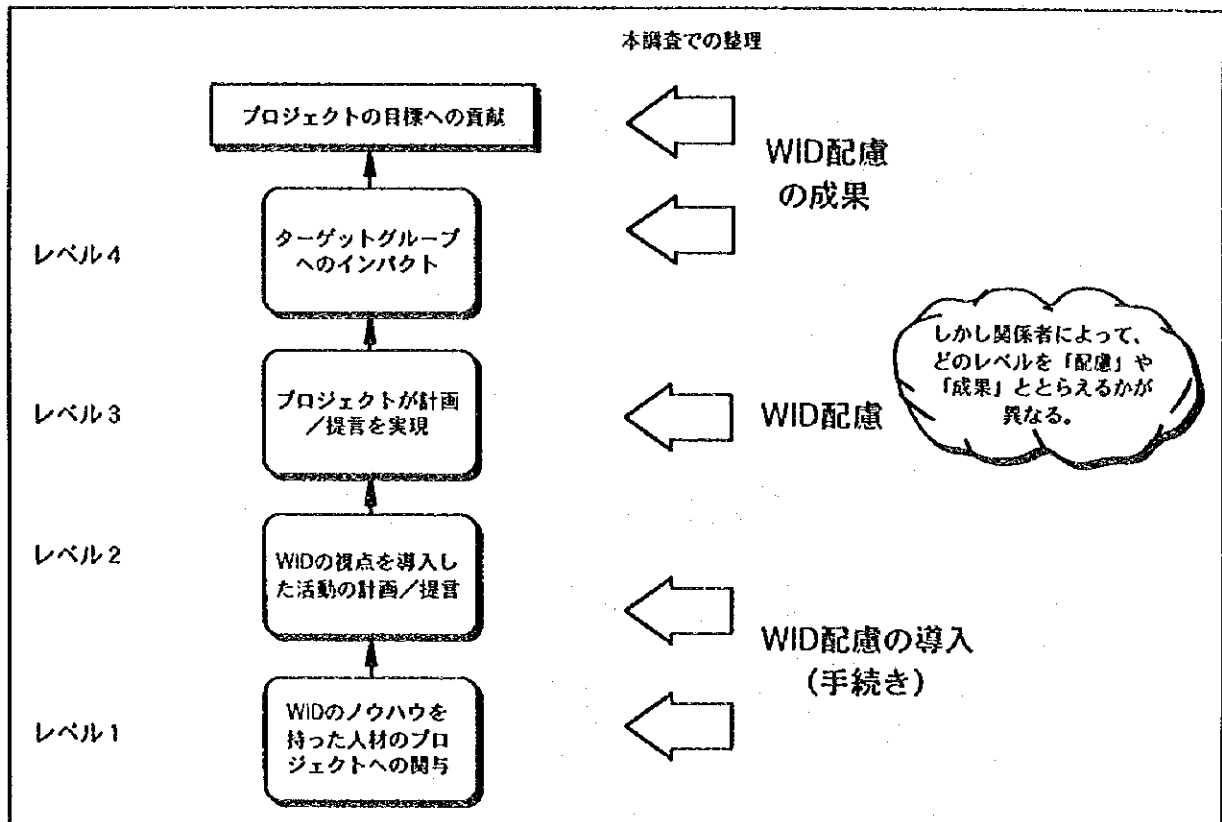 本調査での整理
プロジェクトの目標への貢献
WID配慮
の成果
レベル4
ターゲットグループ
へのインパクト
しかし関係者によって、
どのレベルを「配慮」や
「成果」ととらえるかが
異なる。
レベル3
プロジェクトが計画
/提言を実現
WID配慮
レベル2
WIDの視点を導入し
た活動の計画/提言
WID配慮の導入
(手続き)
レベル1
WIDのノウハウを
持った人材のプロ
ジェクトへの関与